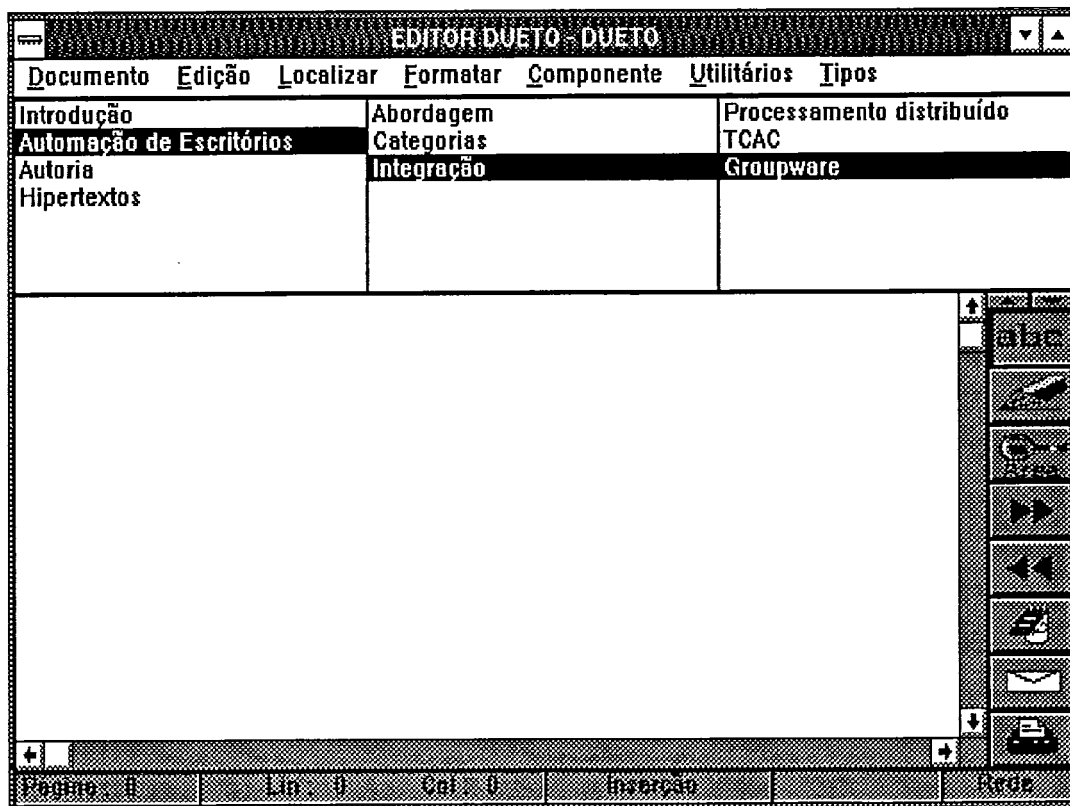 EDITOR DUETO - DUETO
Documento Edição Localizar Formatar Componente Utilitários Tipos
Introdução
Automação de Escritórios
Autoria
Hipertextos
Abordagem
Categorias
Integração
Processamento distribuído
TCAC
Groupware
abc
Área
Página : 0 Lin : 0 Col : 0 Inserção Rede